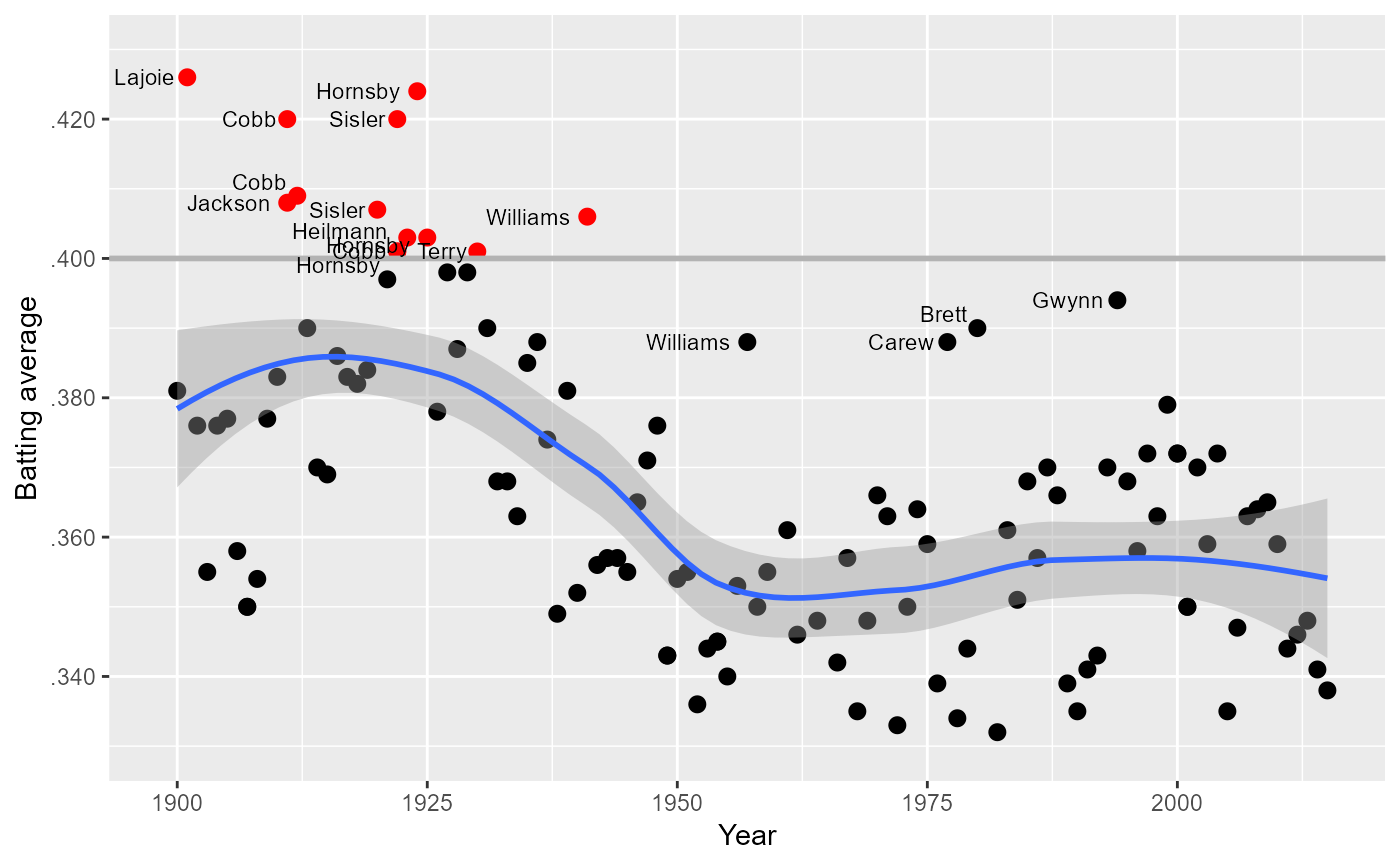 Lajoie
Hornsby
Cobb
Sisler
.420
Cobb
Jackson
Sisler
Williams
Heilmann
Hornsby
Cobb
Terry
.400
Hornsby
Gwynn
Brett
Williams
Carew
.380
.360
.340
Batting average
1900
1925
1950
1975
2000
Year